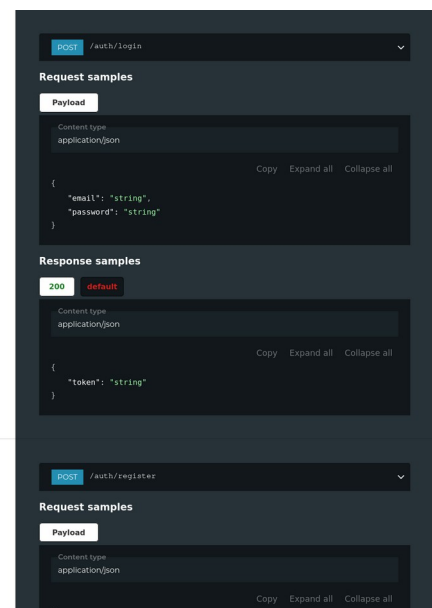 POST /auth/login
Request samples
Payload
Content type
application/json
Copy Expand all Collapse all
{
"email": "string",
"password": "string"
}
Response samples
200 default
Content type
application/json
Copy Expand all Collapse all
{
"token": "string"
}
POST /auth/register
Request samples
Payload
Content type
application/json
Copy Expand all Collapse all